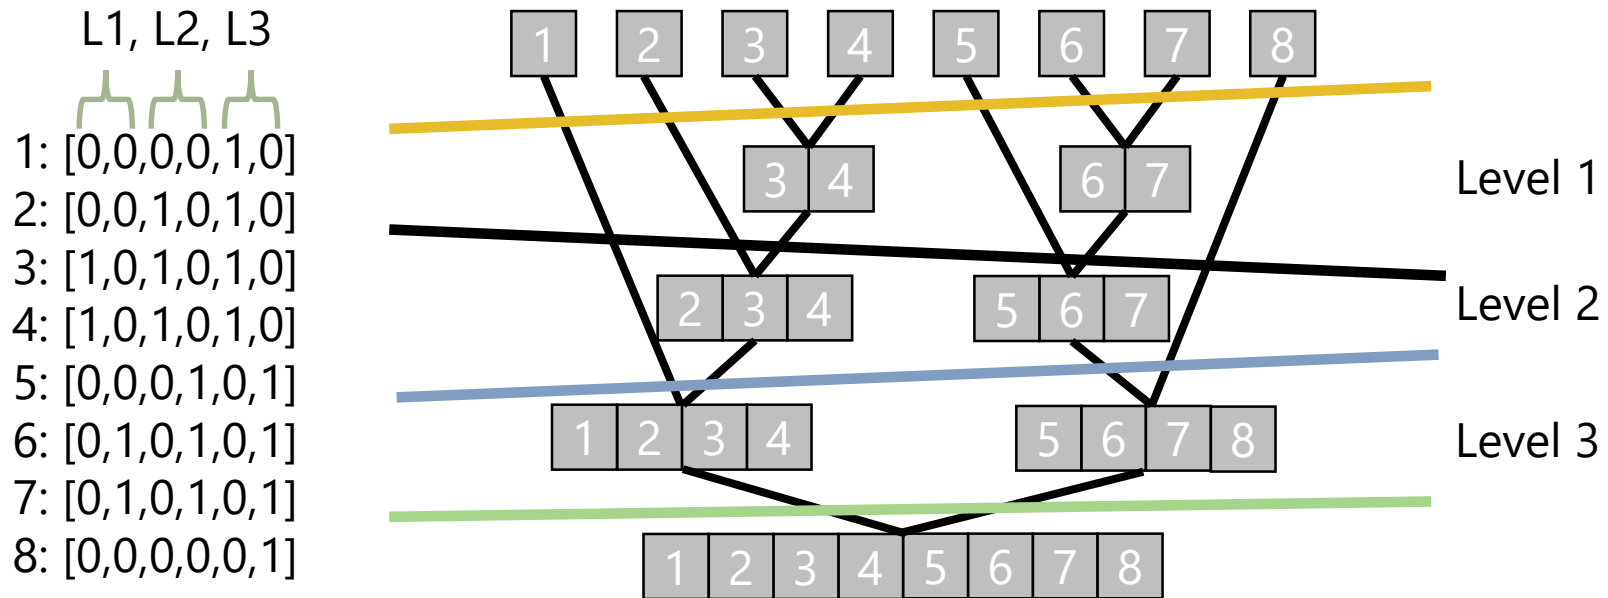 L1, L2, L3
1: [0,0,0,0,1,0]
2: [0,0,1,0,1,0]
3: [1,0,1,0,1,0]
4: [1,0,1,0,1,0]
5: [0,0,0,1,0,1]
6: [0,1,0,1,0,1]
7: [0,1,0,1,0,1]
8: [0,0,0,0,0,1]
1 2 3 4 5 6 7 8
3 4 6 7 Level 1
2 3 4 5 6 7 Level 2
1 2 3 4 5 6 7 8 Level 3
1 2 3 4 5 6 7 8